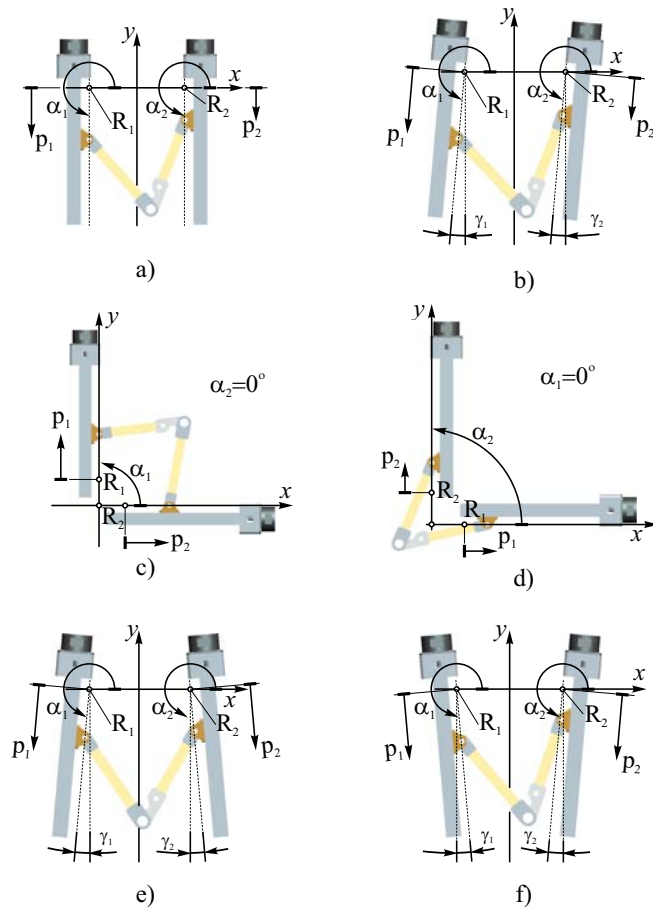 y
x
α₁
α₂
R₁
R₂
p₁
p₂
a)
y
x
α₁
α₂
R₁
R₂
p₁
p₂
γ₁
γ₂
b)
y
α₂=0°
p₁
α₁
R₁
R₂
x
p₂
c)
y
α₁=0°
α₂
p₂
R₂
R₁
x
p₁
d)
y
x
α₁
α₂
R₁
R₂
p₁
p₂
γ₁
γ₂
e)
y
x
α₁
α₂
R₁
R₂
p₁
p₂
γ₁
γ₂
f)